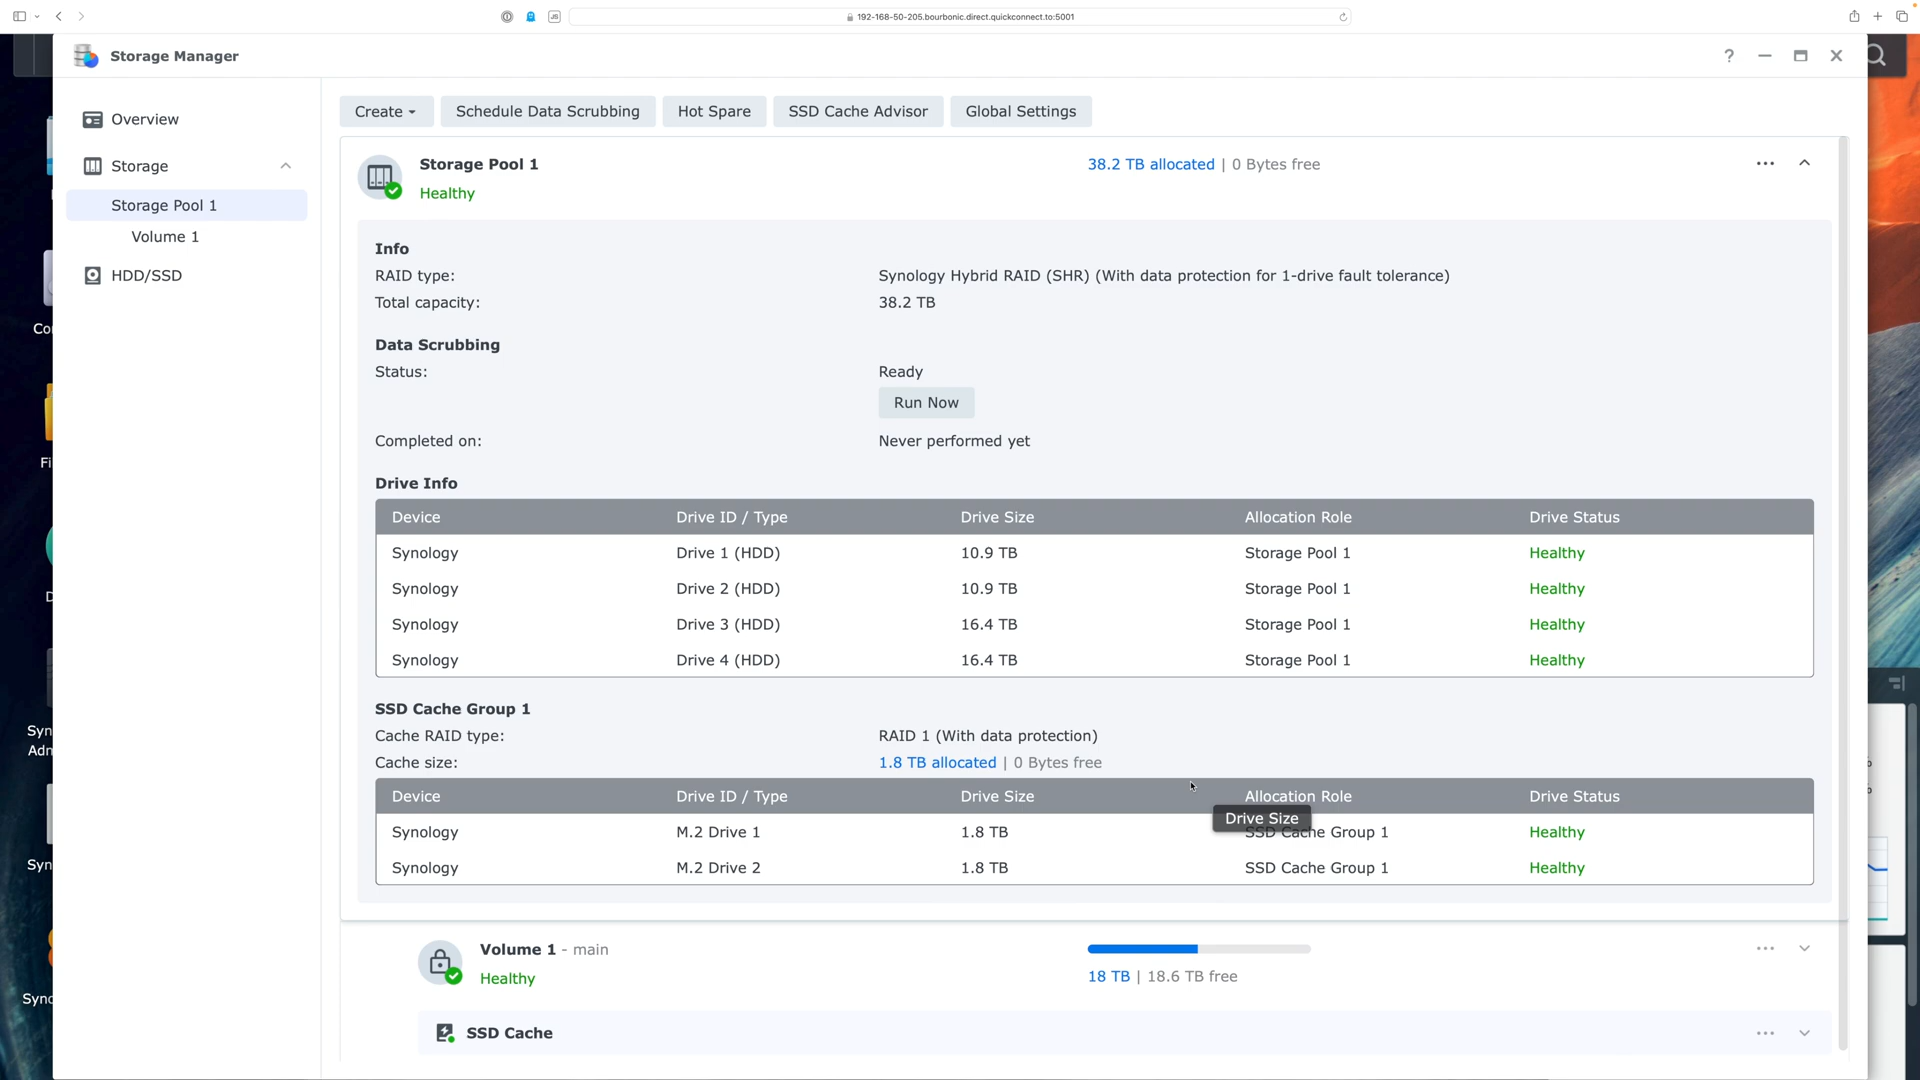 JS
192-168-50-205.bourbonic.direct.quickconnect.to:5001
Storage Manager
?
Overview
Storage
Storage Pool 1
Volume 1
HDD/SSD
Create
Schedule Data Scrubbing
Hot Spare
SSD Cache Advisor
Global Settings
Storage Pool 1
38.2 TB allocated | 0 Bytes free
Healthy
Info
RAID type: Synology Hybrid RAID (SHR) (With data protection for 1-drive fault tolerance)
Total capacity: 38.2 TB
Data Scrubbing
Status: Ready
Run Now
Completed on: Never performed yet
Drive Info
Device Drive ID / Type Drive Size Allocation Role Drive Status
Synology Drive 1 (HDD) 10.9 TB Storage Pool 1 Healthy
Synology Drive 2 (HDD) 10.9 TB Storage Pool 1 Healthy
Synology Drive 3 (HDD) 16.4 TB Storage Pool 1 Healthy
Synology Drive 4 (HDD) 16.4 TB Storage Pool 1 Healthy
SSD Cache Group 1
Cache RAID type: RAID 1 (With data protection)
Cache size: 1.8 TB allocated | 0 Bytes free
Device Drive ID / Type Drive Size Allocation Role Drive Status
Drive Size
Synology M.2 Drive 1 1.8 TB SSD Cache Group 1 Healthy
Synology M.2 Drive 2 1.8 TB SSD Cache Group 1 Healthy
Volume 1 - main
Healthy
18 TB | 18.6 TB free
SSD Cache
Co
Fi
Syn
Adn
Syn
Sync